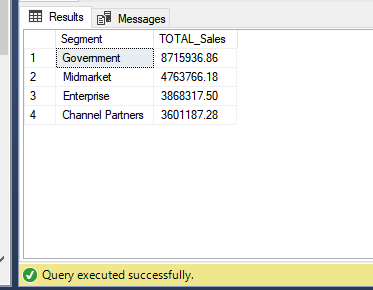 Results Messages
Segment TOTAL_Sales
1 Government 8715936.86
2 Midmarket 4763766.18
3 Enterprise 3868317.50
4 Channel Partners 3601187.28
Query executed successfully.